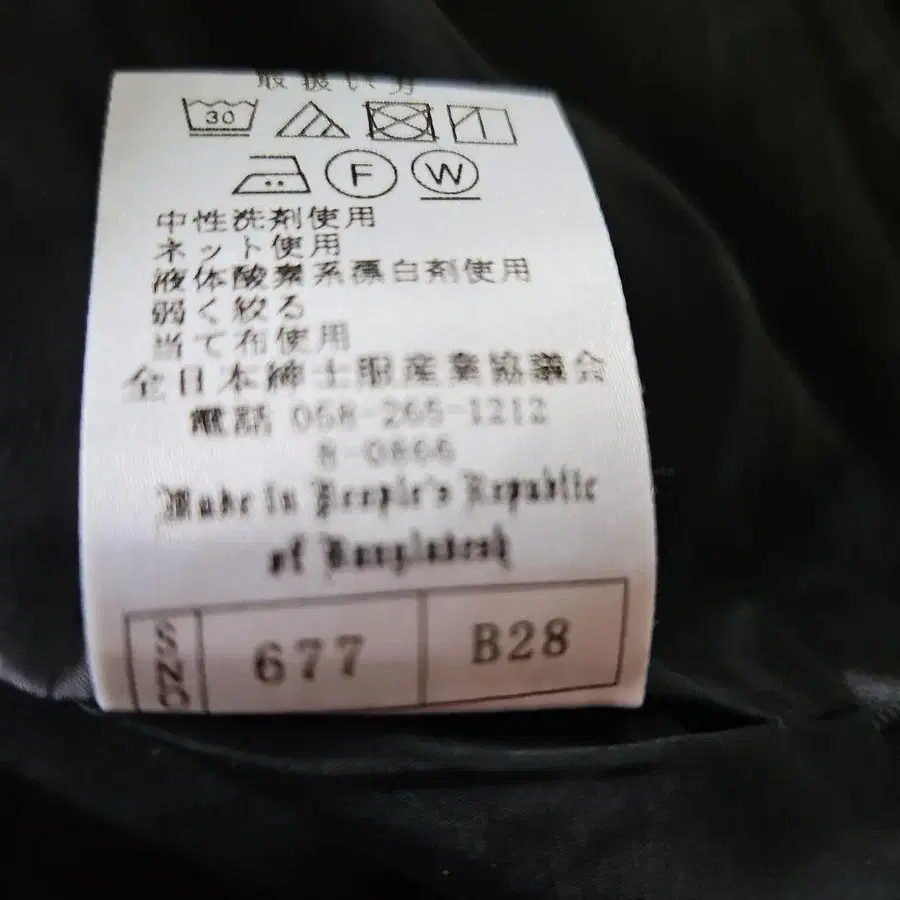 取扱い方
30
F W
中性洗剤使用
ネット使用
液体酸素系漂白剤使用
弱く絞る
当て布使用
全日本紳士服産業協議会
電話 058-265-1212
8-0866
Made in People's Republic
of Bangladesh
677 B28